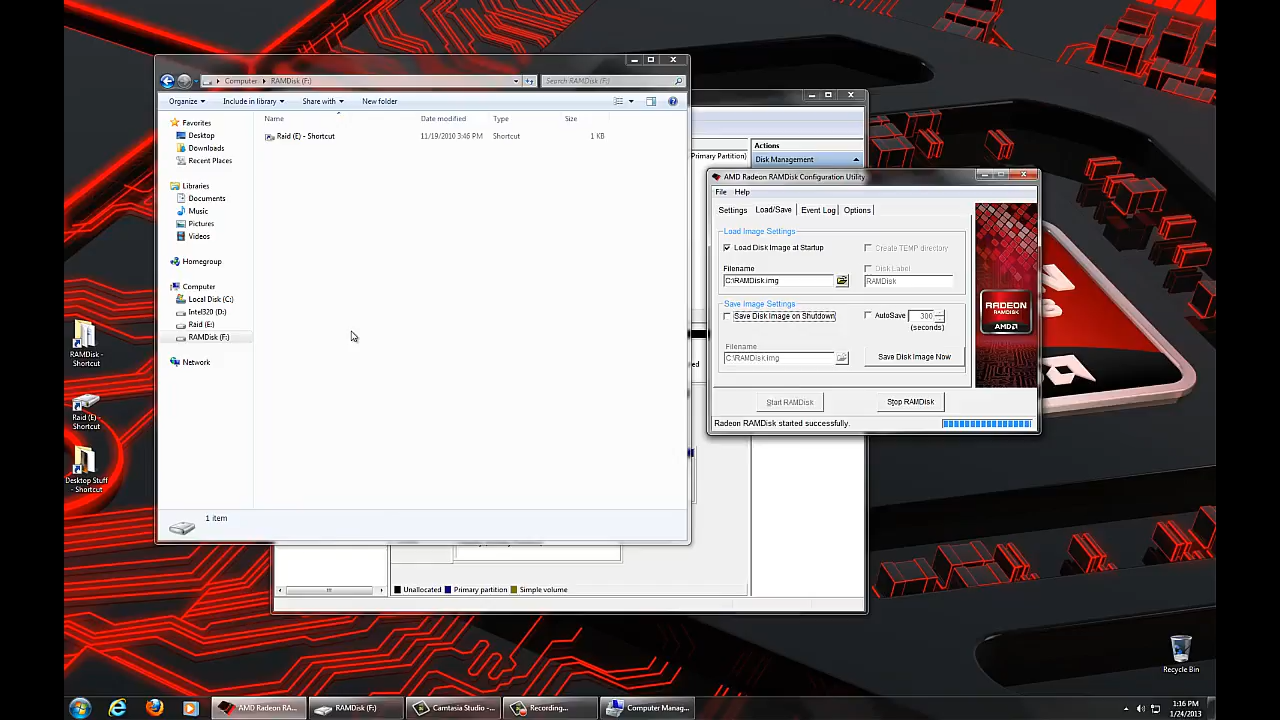 Computer ▸ RAMDisk (F:)
Search RAMDisk (F:)
Organize
Include in library
Share with
New folder
Favorites
Desktop
Downloads
Recent Places
Libraries
Documents
Music
Pictures
Videos
Homegroup
Computer
Local Disk (C:)
Intel320 (D:)
Raid (E:)
RAMDisk (F:)
Network
Name
Date modified
Type
Size
Raid (E) - Shortcut
11/19/2010 3:46 PM
Shortcut
1 KB
1 item
Primary Partition)
Actions
Disk Management
Unallocated
Primary partition
Simple volume
AMD Radeon RAMDisk Configuration Utility
File Help
Settings
Load/Save
Event Log
Options
Load Image Settings
Load Disk Image at Startup
Create TEMP directory
Filename
C:\RAMDisk.img
Disk Label
RAMDisk
Save Image Settings
Save Disk Image on Shutdown
AutoSave
300
(seconds)
Filename
C:\RAMDisk.img
Save Disk Image Now
Start RAMDisk
Stop RAMDisk
Radeon RAMDisk started successfully.
RADEON
RAMDISK
AMD
RAMDisk -
Shortcut
Raid (E) -
Shortcut
Desktop Stuff
- Shortcut
Recycle Bin
AMD Radeon RA...
RAMDisk (F:)
Camtasia Studio -...
Recording...
Computer Manag...
1:16 PM
1/24/2013